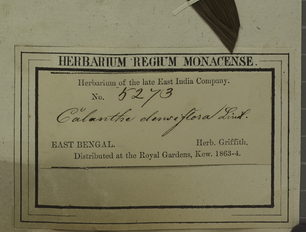 HERBARIUM REGIUM MONACENSE.
Herbarium of the late East India Company.
No. 5273
Calanthe densiflora Lindl.
EAST BENGAL. Herb. Griffith.
Distributed at the Royal Gardens, Kew. 1863-4.